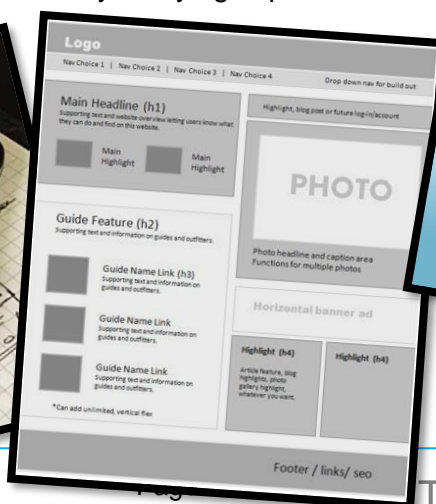 Logo
Nav Choice 1 | Nav Choice 2 | Nav Choice 3 | Nav Choice 4
Drop down nav for build out
Main Headline (h1)
Supporting text and website overview letting users know what
they can do and find on this website.
Main
Highlight
Main
Highlight
Highlight, blog post or future log-in/account
PHOTO
Photo headline and caption area
Functions for multiple photos
Guide Feature (h2)
Supporting text and information on guides and outfitters.
Guide Name Link (h3)
Supporting text and information on
guides and outfitters.
Guide Name Link
Supporting text and information on
guides and outfitters.
Guide Name Link
Supporting text and information on
guides and outfitters.
*Can add unlimited, vertical flex
Horizontal banner ad
Highlight (h4)
Article feature, blog
highlights, photo
gallery highlight,
whatever you want.
Highlight (h4)
Footer / links/ seo